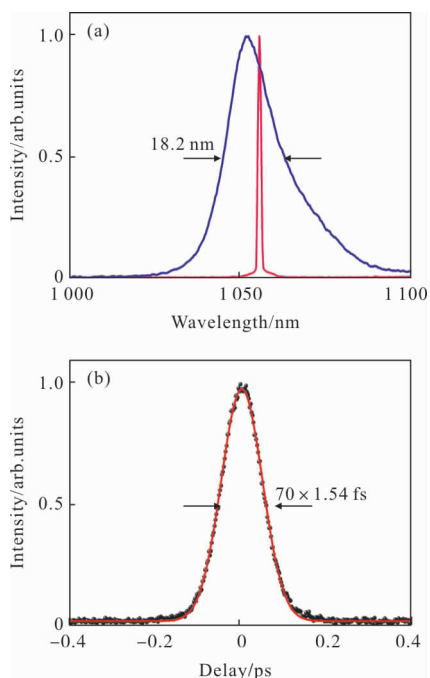 (a)
1.0
Intensity/arb.units
18.2 nm
0.5
0
1 000
1 050
1 100
Wavelength/nm
(b)
1.0
Intensity/arb.units
70 × 1.54 fs
0.5
0
−0.4
−0.2
0
0.2
0.4
Delay/ps